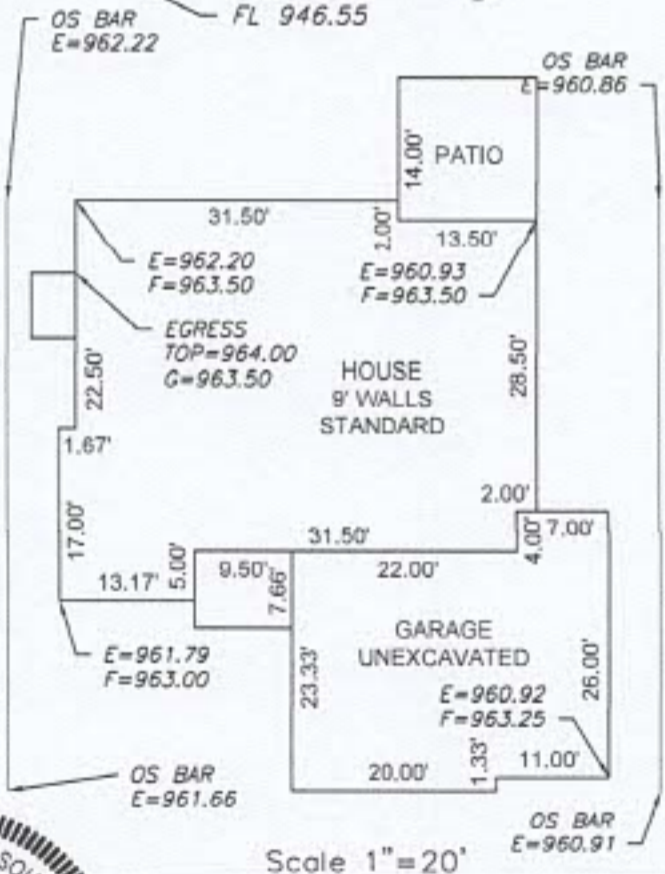 FL 946.55
OS BAR
E=962.22
OS BAR
E=960.86
14.00'
PATIO
31.50'
2.00'
13.50'
E=962.20
F=963.50
E=960.93
F=963.50
EGRESS
TOP=964.00
G=963.50
22.50'
HOUSE
9' WALLS
STANDARD
28.50'
1.67'
17.00'
2.00'
7.00'
31.50'
4.00'
5.00'
9.50'
22.00'
13.17'
7.66'
GARAGE
UNEXCAVATED
E=961.79
F=963.00
23.33'
26.00'
E=960.92
F=963.25
20.00'
1.33'
11.00'
OS BAR
E=961.66
OS BAR
E=960.91
Scale 1"=20'